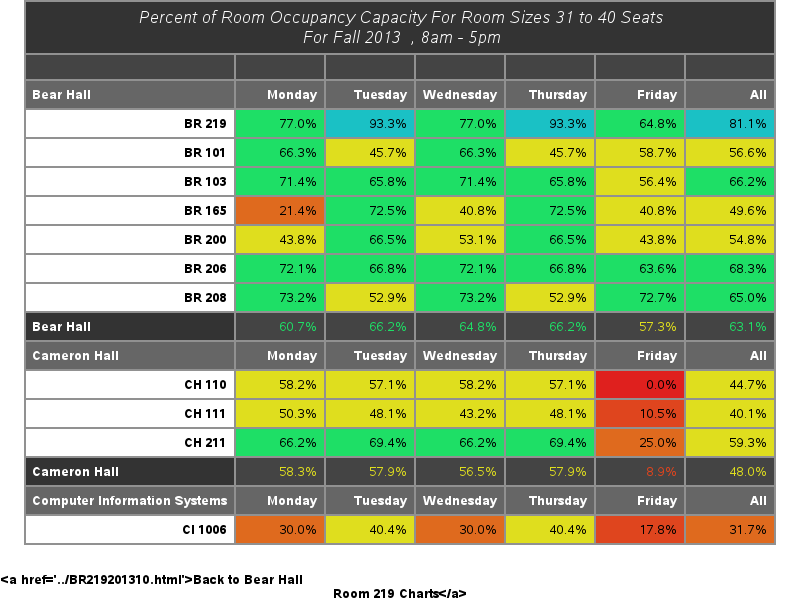 Percent of Room Occupancy Capacity For Room Sizes 31 to 40 Seats
For Fall 2013 , 8am - 5pm
Bear Hall Monday Tuesday Wednesday Thursday Friday All
BR 219 77.0% 93.3% 77.0% 93.3% 64.8% 81.1%
BR 101 66.3% 45.7% 66.3% 45.7% 58.7% 56.6%
BR 103 71.4% 65.8% 71.4% 65.8% 56.4% 66.2%
BR 165 21.4% 72.5% 40.8% 72.5% 40.8% 49.6%
BR 200 43.8% 66.5% 53.1% 66.5% 43.8% 54.8%
BR 206 72.1% 66.8% 72.1% 66.8% 63.6% 68.3%
BR 208 73.2% 52.9% 73.2% 52.9% 72.7% 65.0%
Bear Hall 60.7% 66.2% 64.8% 66.2% 57.3% 63.1%
Cameron Hall Monday Tuesday Wednesday Thursday Friday All
CH 110 58.2% 57.1% 58.2% 57.1% 0.0% 44.7%
CH 111 50.3% 48.1% 43.2% 48.1% 10.5% 40.1%
CH 211 66.2% 69.4% 66.2% 69.4% 25.0% 59.3%
Cameron Hall 58.3% 57.9% 56.5% 57.9% 8.9% 48.0%
Computer Information Systems Monday Tuesday Wednesday Thursday Friday All
CI 1006 30.0% 40.4% 30.0% 40.4% 17.8% 31.7%
<a href='../BR219201310.html'>Back to Bear Hall
Room 219 Charts</a>